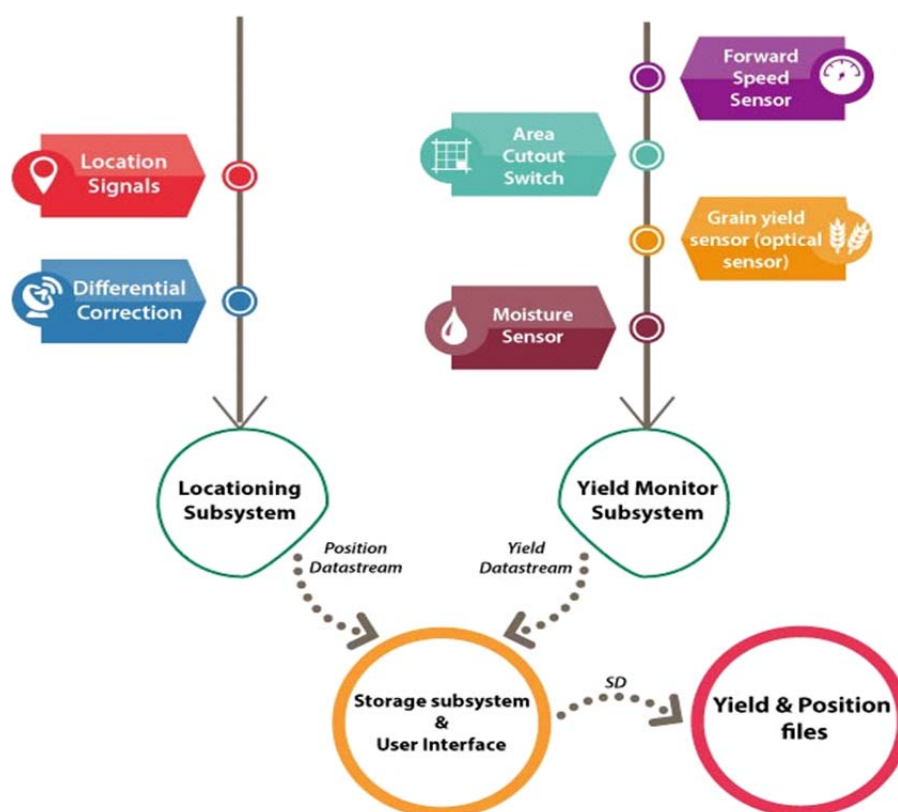 Forward
Speed
Sensor
Area
Cutout
Switch
Location
Signals
Grain yield
sensor (optical
sensor)
Differential
Correction
Moisture
Sensor
Locationing
Subsystem
Yield Monitor
Subsystem
Position
Datastream
Yield
Datastream
Storage subsystem
&
User Interface
SD
Yield & Position
files